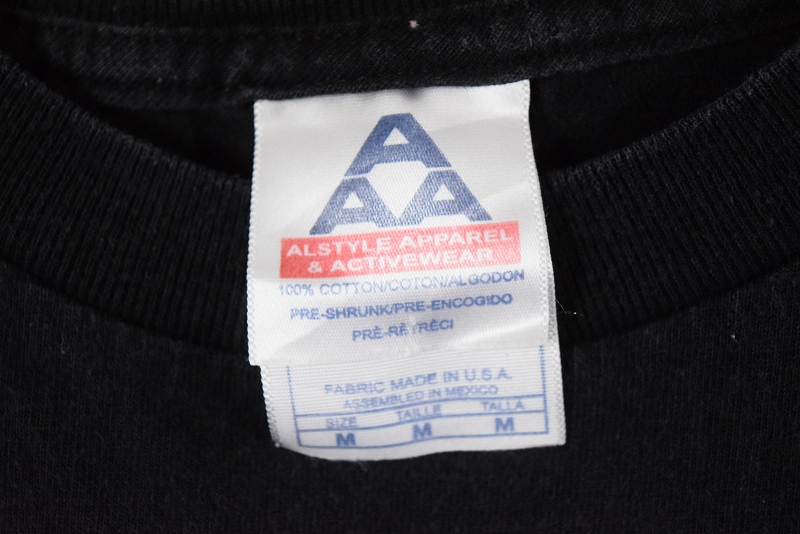 A
AA
ALSTYLE APPAREL
& ACTIVEWEAR
100% COTTON/COTON/ALGODON
PRE-SHRUNK/PRE-ENCOGIDO
PRÉ-RÉTRÉCI
FABRIC MADE IN U.S.A.
ASSEMBLED IN MEXICO
SIZE TAILLE TALLA
M M M